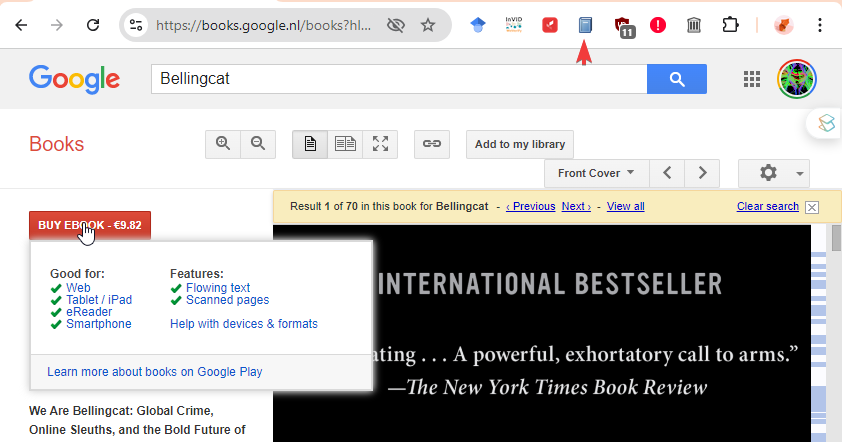 https://books.google.nl/books?hl...
InVID
11
Google
Bellingcat
Books
Add to my library
Front Cover
BUY EBOOK - €9.82
Result 1 of 70 in this book for Bellingcat - ‹ Previous Next › - View all
Clear search
Good for:
Web
Tablet / iPad
eReader
Smartphone
Features:
Flowing text
Scanned pages
Help with devices & formats
Learn more about books on Google Play
We Are Bellingcat: Global Crime,
Online Sleuths, and the Bold Future of
INTERNATIONAL BESTSELLER
ating . . . A powerful, exhortatory call to arms.”
—The New York Times Book Review